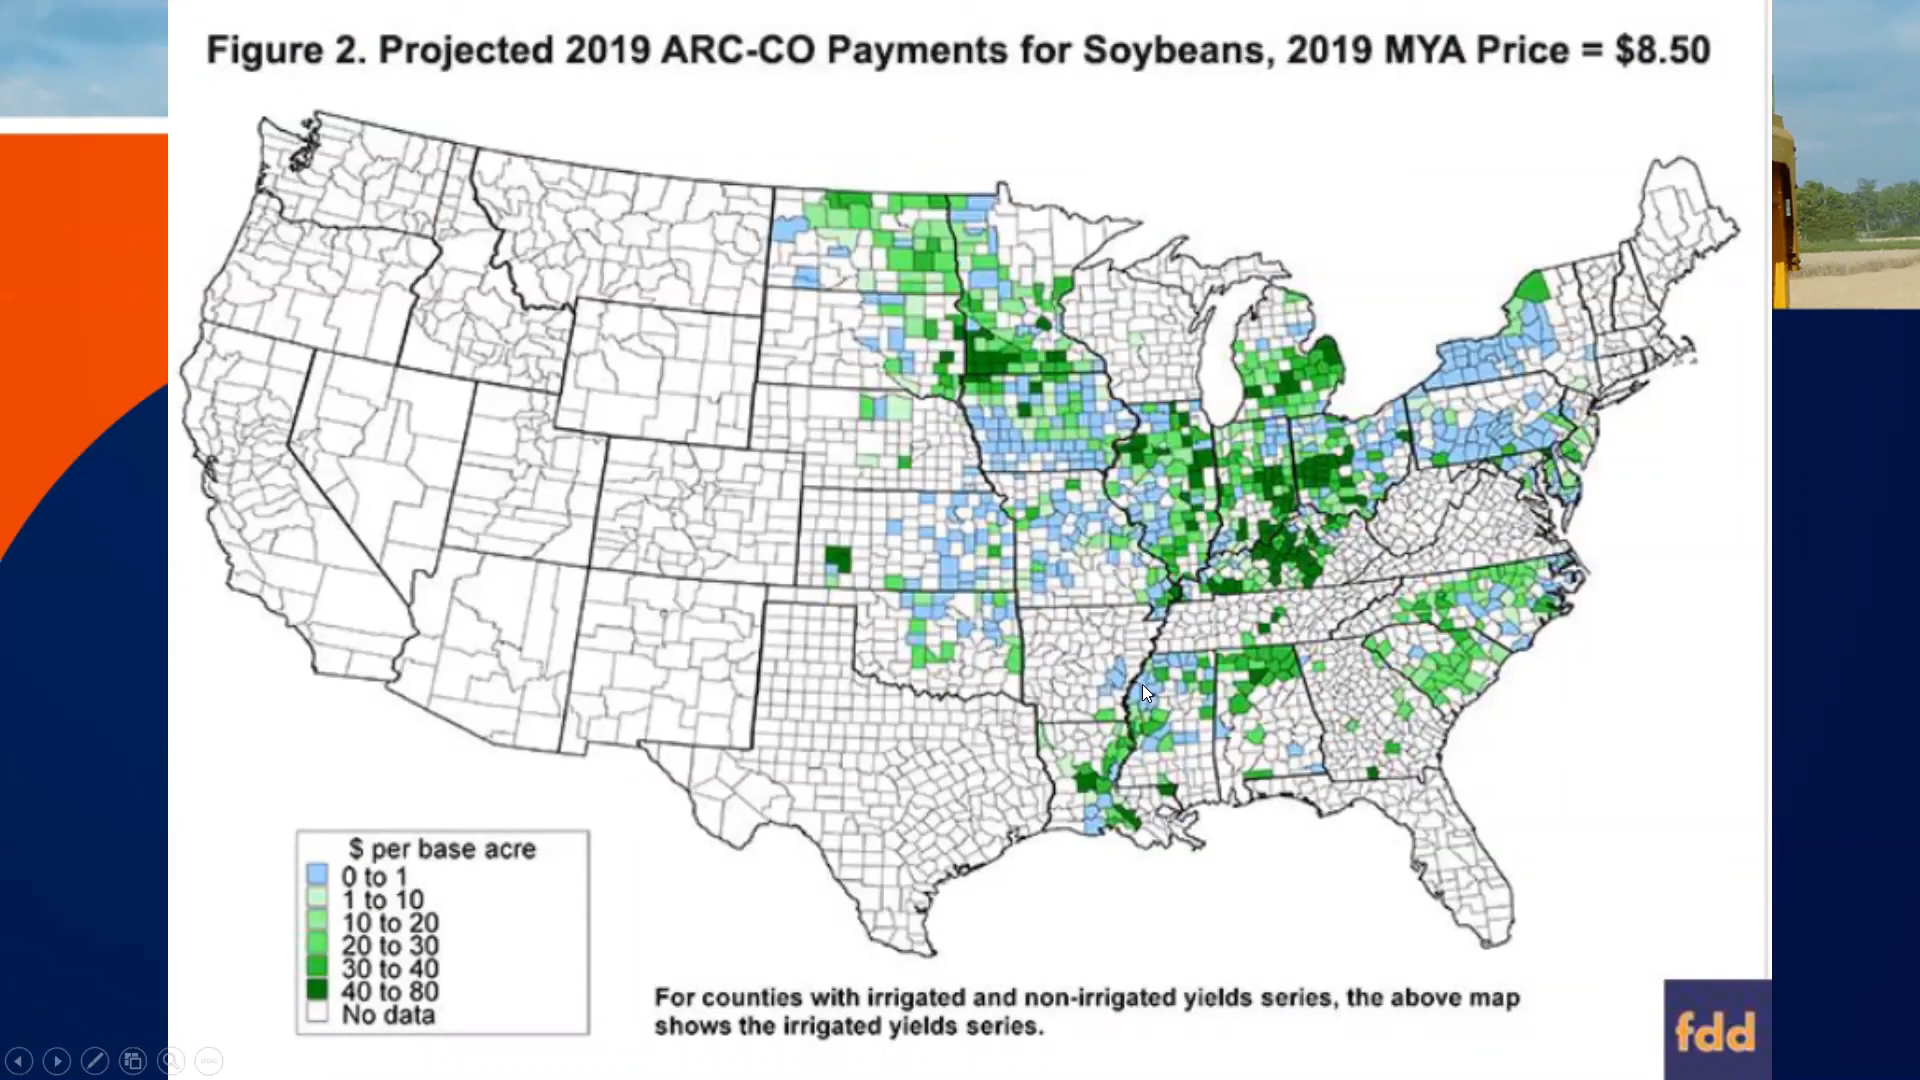 Figure 2. Projected 2019 ARC-CO Payments for Soybeans, 2019 MYA Price = $8.50
$ per base acre
0 to 1
1 to 10
10 to 20
20 to 30
30 to 40
40 to 80
No data
For counties with irrigated and non-irrigated yields series, the above map
shows the irrigated yields series.
fdd